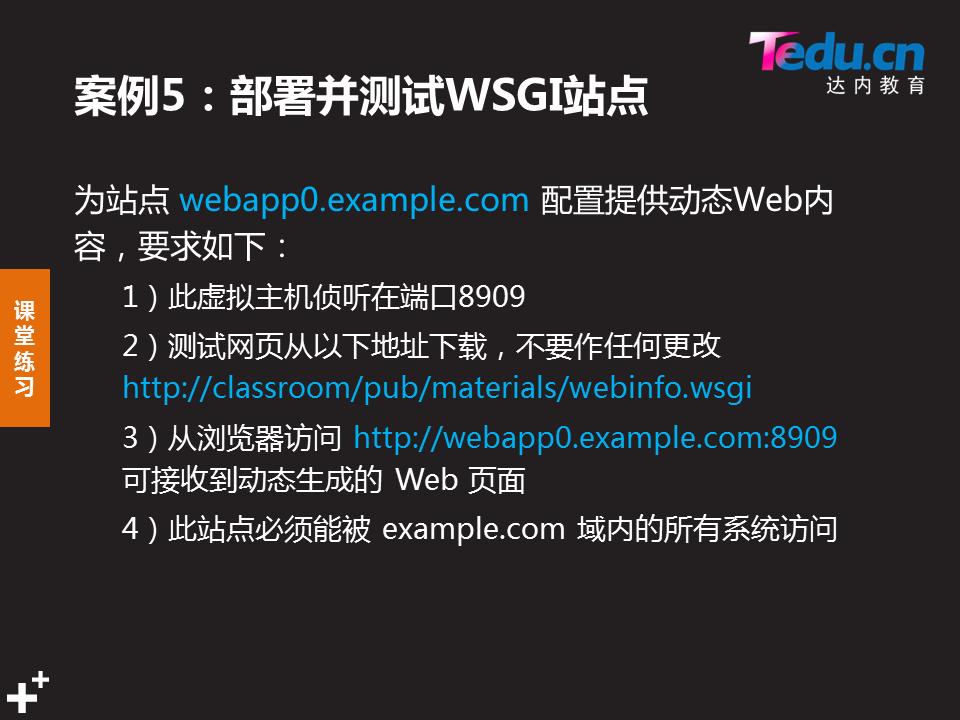 Tedu.cn
达内教育
案例5：部署并测试WSGI站点
为站点 webapp0.example.com 配置提供动态Web内
容，要求如下：
1）此虚拟主机侦听在端口8909
2）测试网页从以下地址下载，不要作任何更改
http://classroom/pub/materials/webinfo.wsgi
3）从浏览器访问 http://webapp0.example.com:8909
可接收到动态生成的 Web 页面
4）此站点必须能被 example.com 域内的所有系统访问
课
堂
练
习